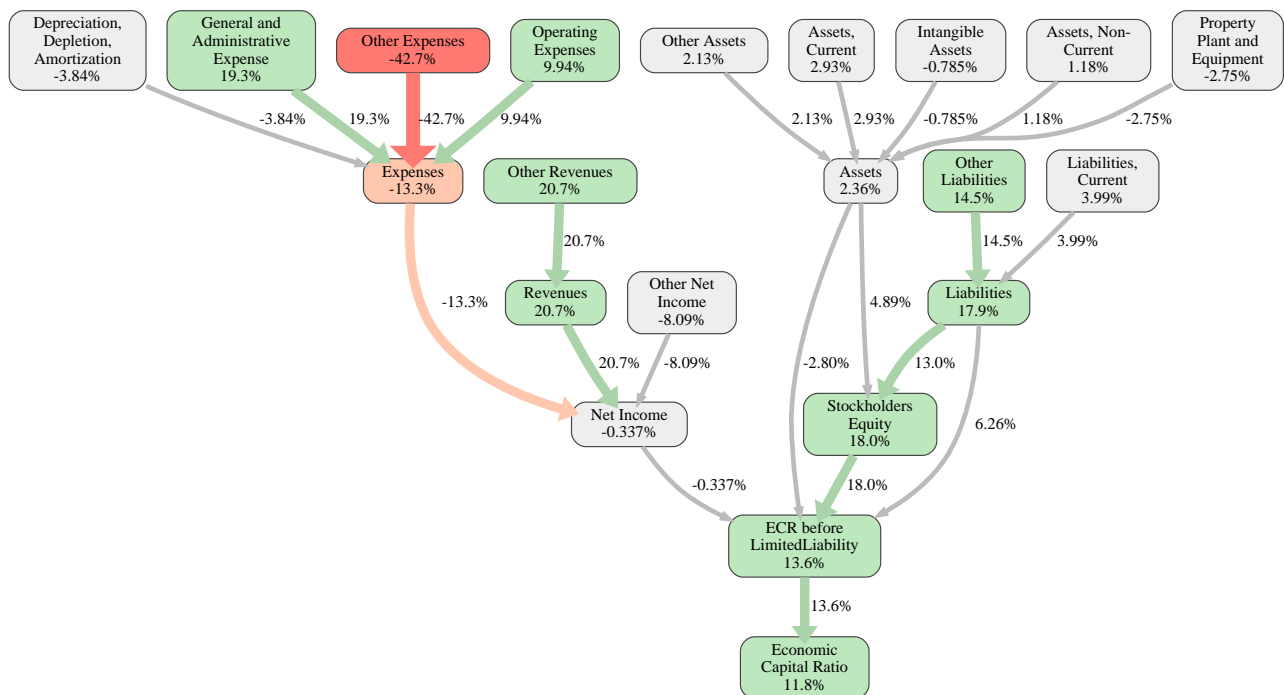 Depreciation,
Depletion,
Amortization
-3.84%
General and
Administrative
Expense
19.3%
Other Expenses
-42.7%
Operating
Expenses
9.94%
Other Assets
2.13%
Assets,
Current
2.93%
Intangible
Assets
-0.785%
Assets, Non-
Current
1.18%
Property
Plant and
Equipment
-2.75%
-3.84%
19.3%
-42.7%
9.94%
2.13%
2.93%
-0.785%
1.18%
-2.75%
Expenses
-13.3%
Other Revenues
20.7%
Assets
2.36%
Other
Liabilities
14.5%
Liabilities,
Current
3.99%
20.7%
14.5%
3.99%
-13.3%
Revenues
20.7%
Other Net
Income
-8.09%
4.89%
Liabilities
17.9%
20.7%
-8.09%
-2.80%
13.0%
Net Income
-0.337%
Stockholders
Equity
18.0%
6.26%
-0.337%
18.0%
ECR before
LimitedLiability
13.6%
13.6%
Economic
Capital Ratio
11.8%